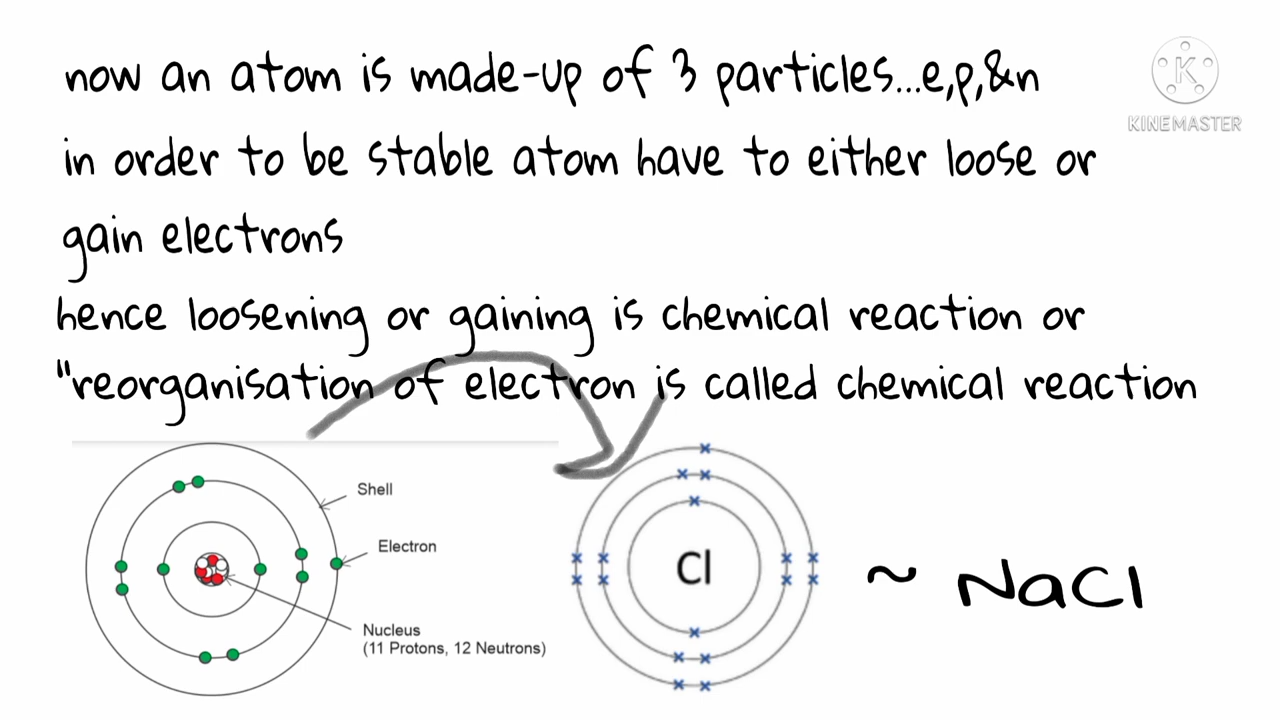 now an atom is made-up of 3 particles...e,p,&n
K
KINEMASTER
in order to be stable atom have to either loose or
gain electrons
hence loosening or gaining is chemical reaction or
"reorganisation of electron is called chemical reaction
Shell
Electron
Nucleus
(11 Protons, 12 Neutrons)
Cl
~ NaCl